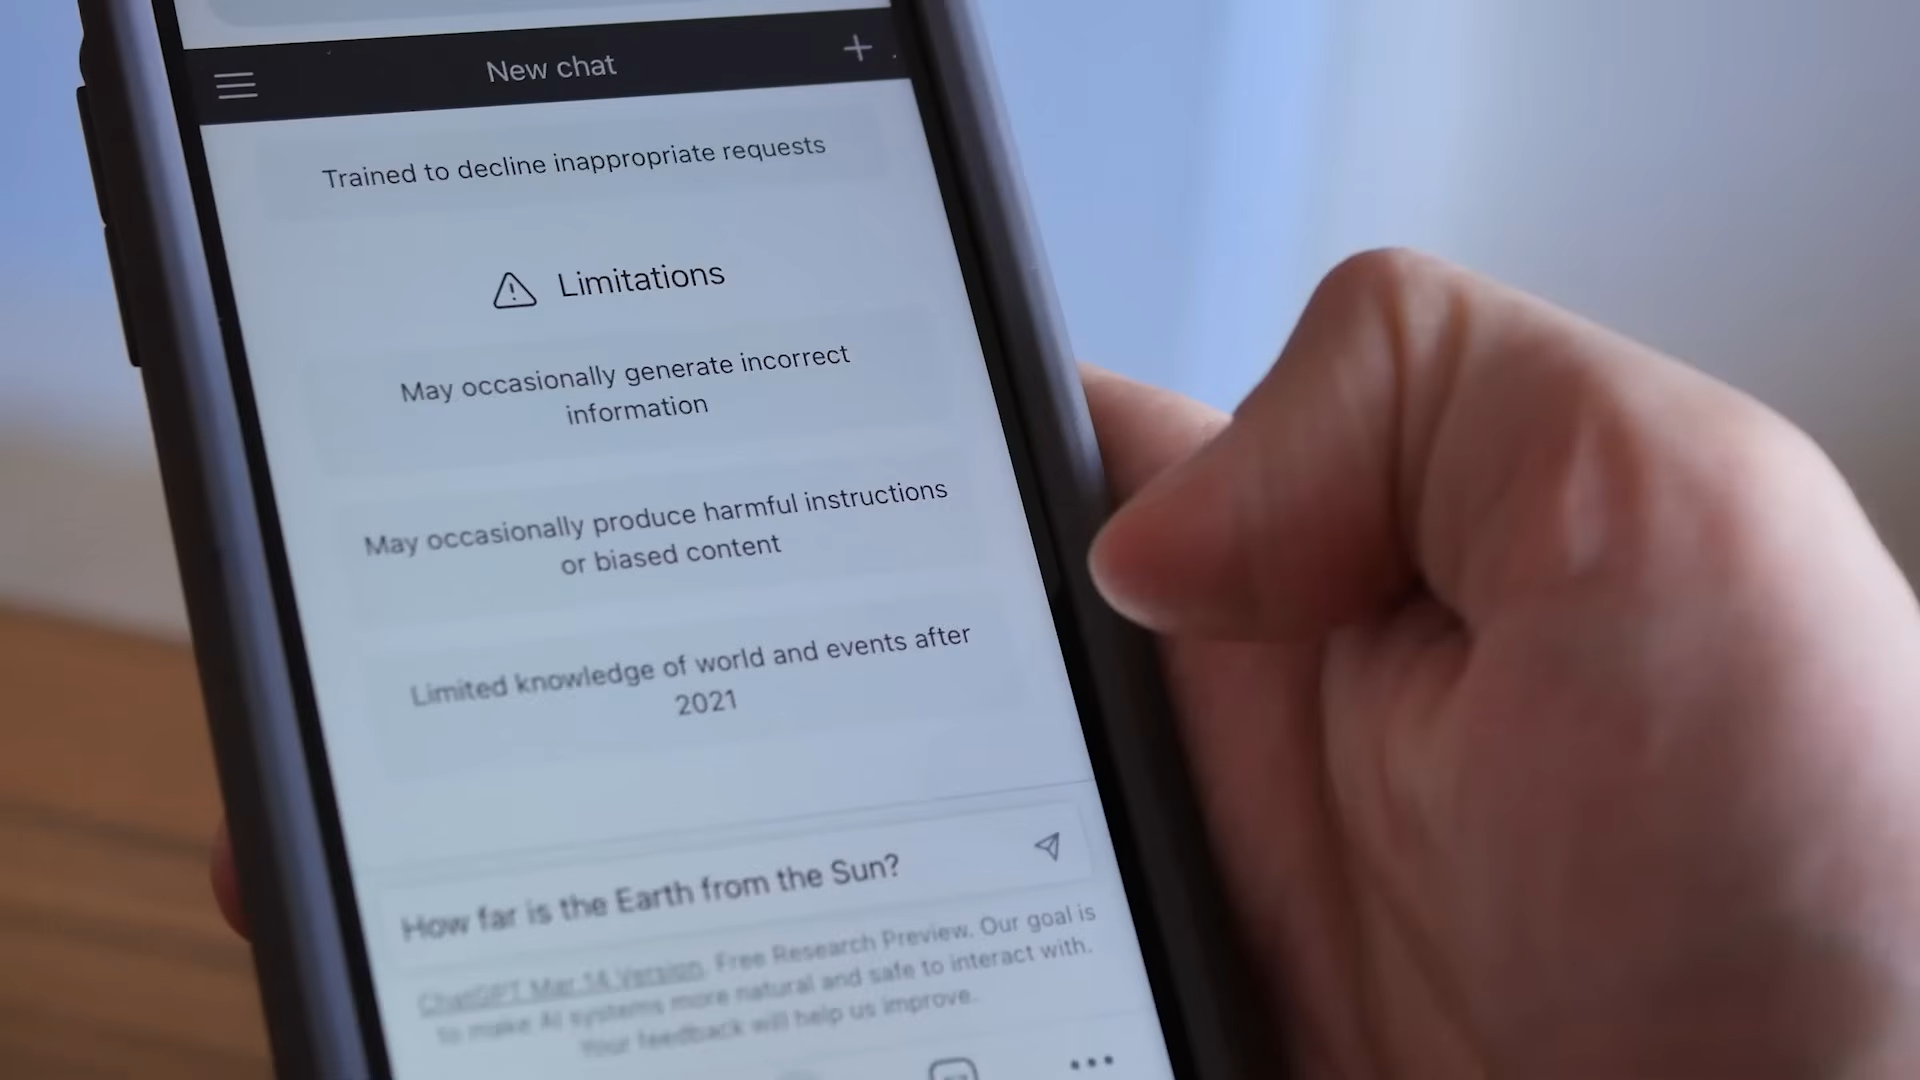 New chat
Trained to decline inappropriate requests
Limitations
May occasionally generate incorrect
information
May occasionally produce harmful instructions
or biased content
Limited knowledge of world and events after
2021
How far is the Earth from the Sun?
ChatGPT Mar 14 Version. Free Research Preview. Our goal is
to make AI systems more natural and safe to interact with.
Your feedback will help us improve.